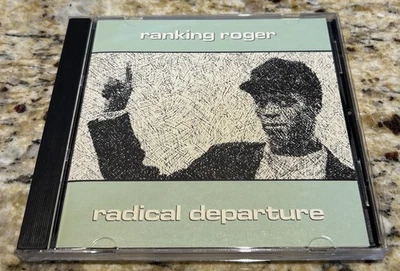 ranking roger
radical departure